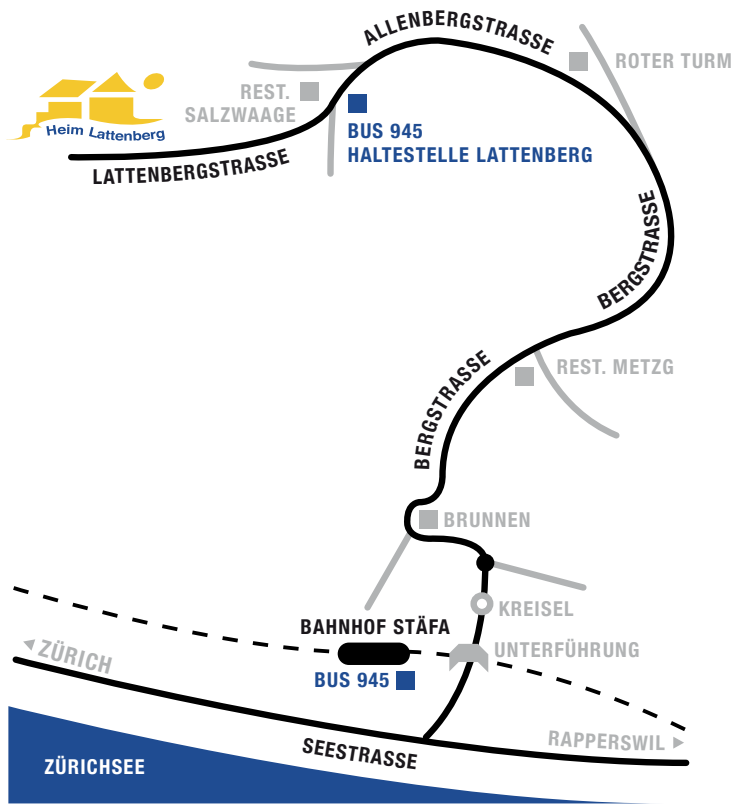 ALLENBERGSTRASSE
ROTER TURM
REST.
SALZWAAGE
BUS 945
HALTESTELLE LATTENBERG
Heim Lattenberg
LATTENBERGSTRASSE
BERGSTRASSE
REST. METZG
BERGSTRASSE
BRUNNEN
KREISEL
BAHNHOF STÄFA
UNTERFÜHRUNG
ZÜRICH
BUS 945
RAPPERSWIL
SEESTRASSE
ZÜRICHSEE